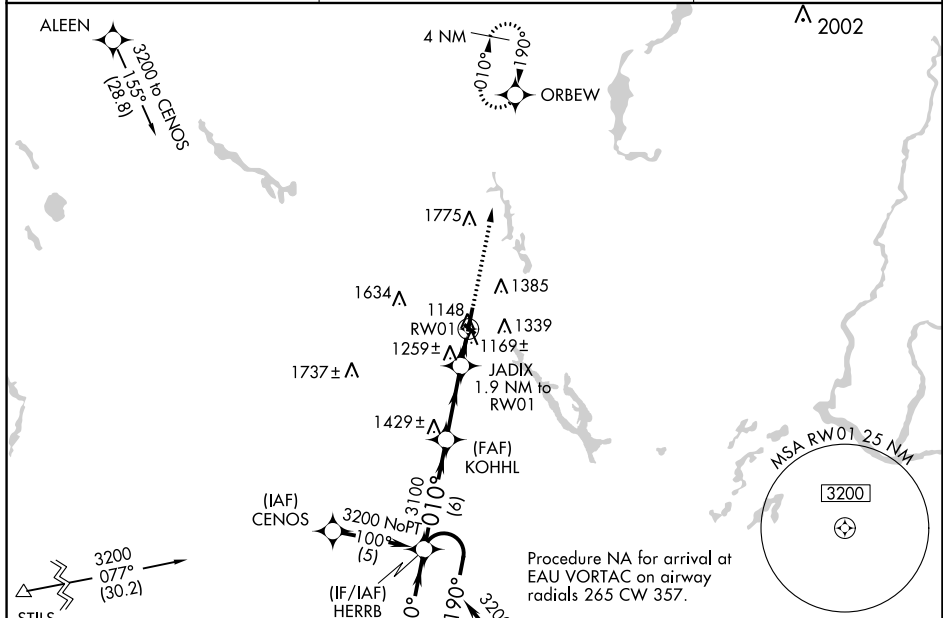 2002
ALEEN
3200 to CENOS
155°
(28.8)
4 NM
010°
190°
ORBEW
1775
1634
1385
1148
RW01
1339
1259±
1169±
1737±
JADIX
1.9 NM to
RW01
1429±
(FAF)
KOHHL
MSA RW01 25 NM
3200
3100
010°
(6)
(IAF)
CENOS
3200 NoPT
100°
(5)
3200
077°
(30.2)
(IF/IAF)
HERRB
190°
Procedure NA for arrival at
EAU VORTAC on airway
radials 265 CW 357.